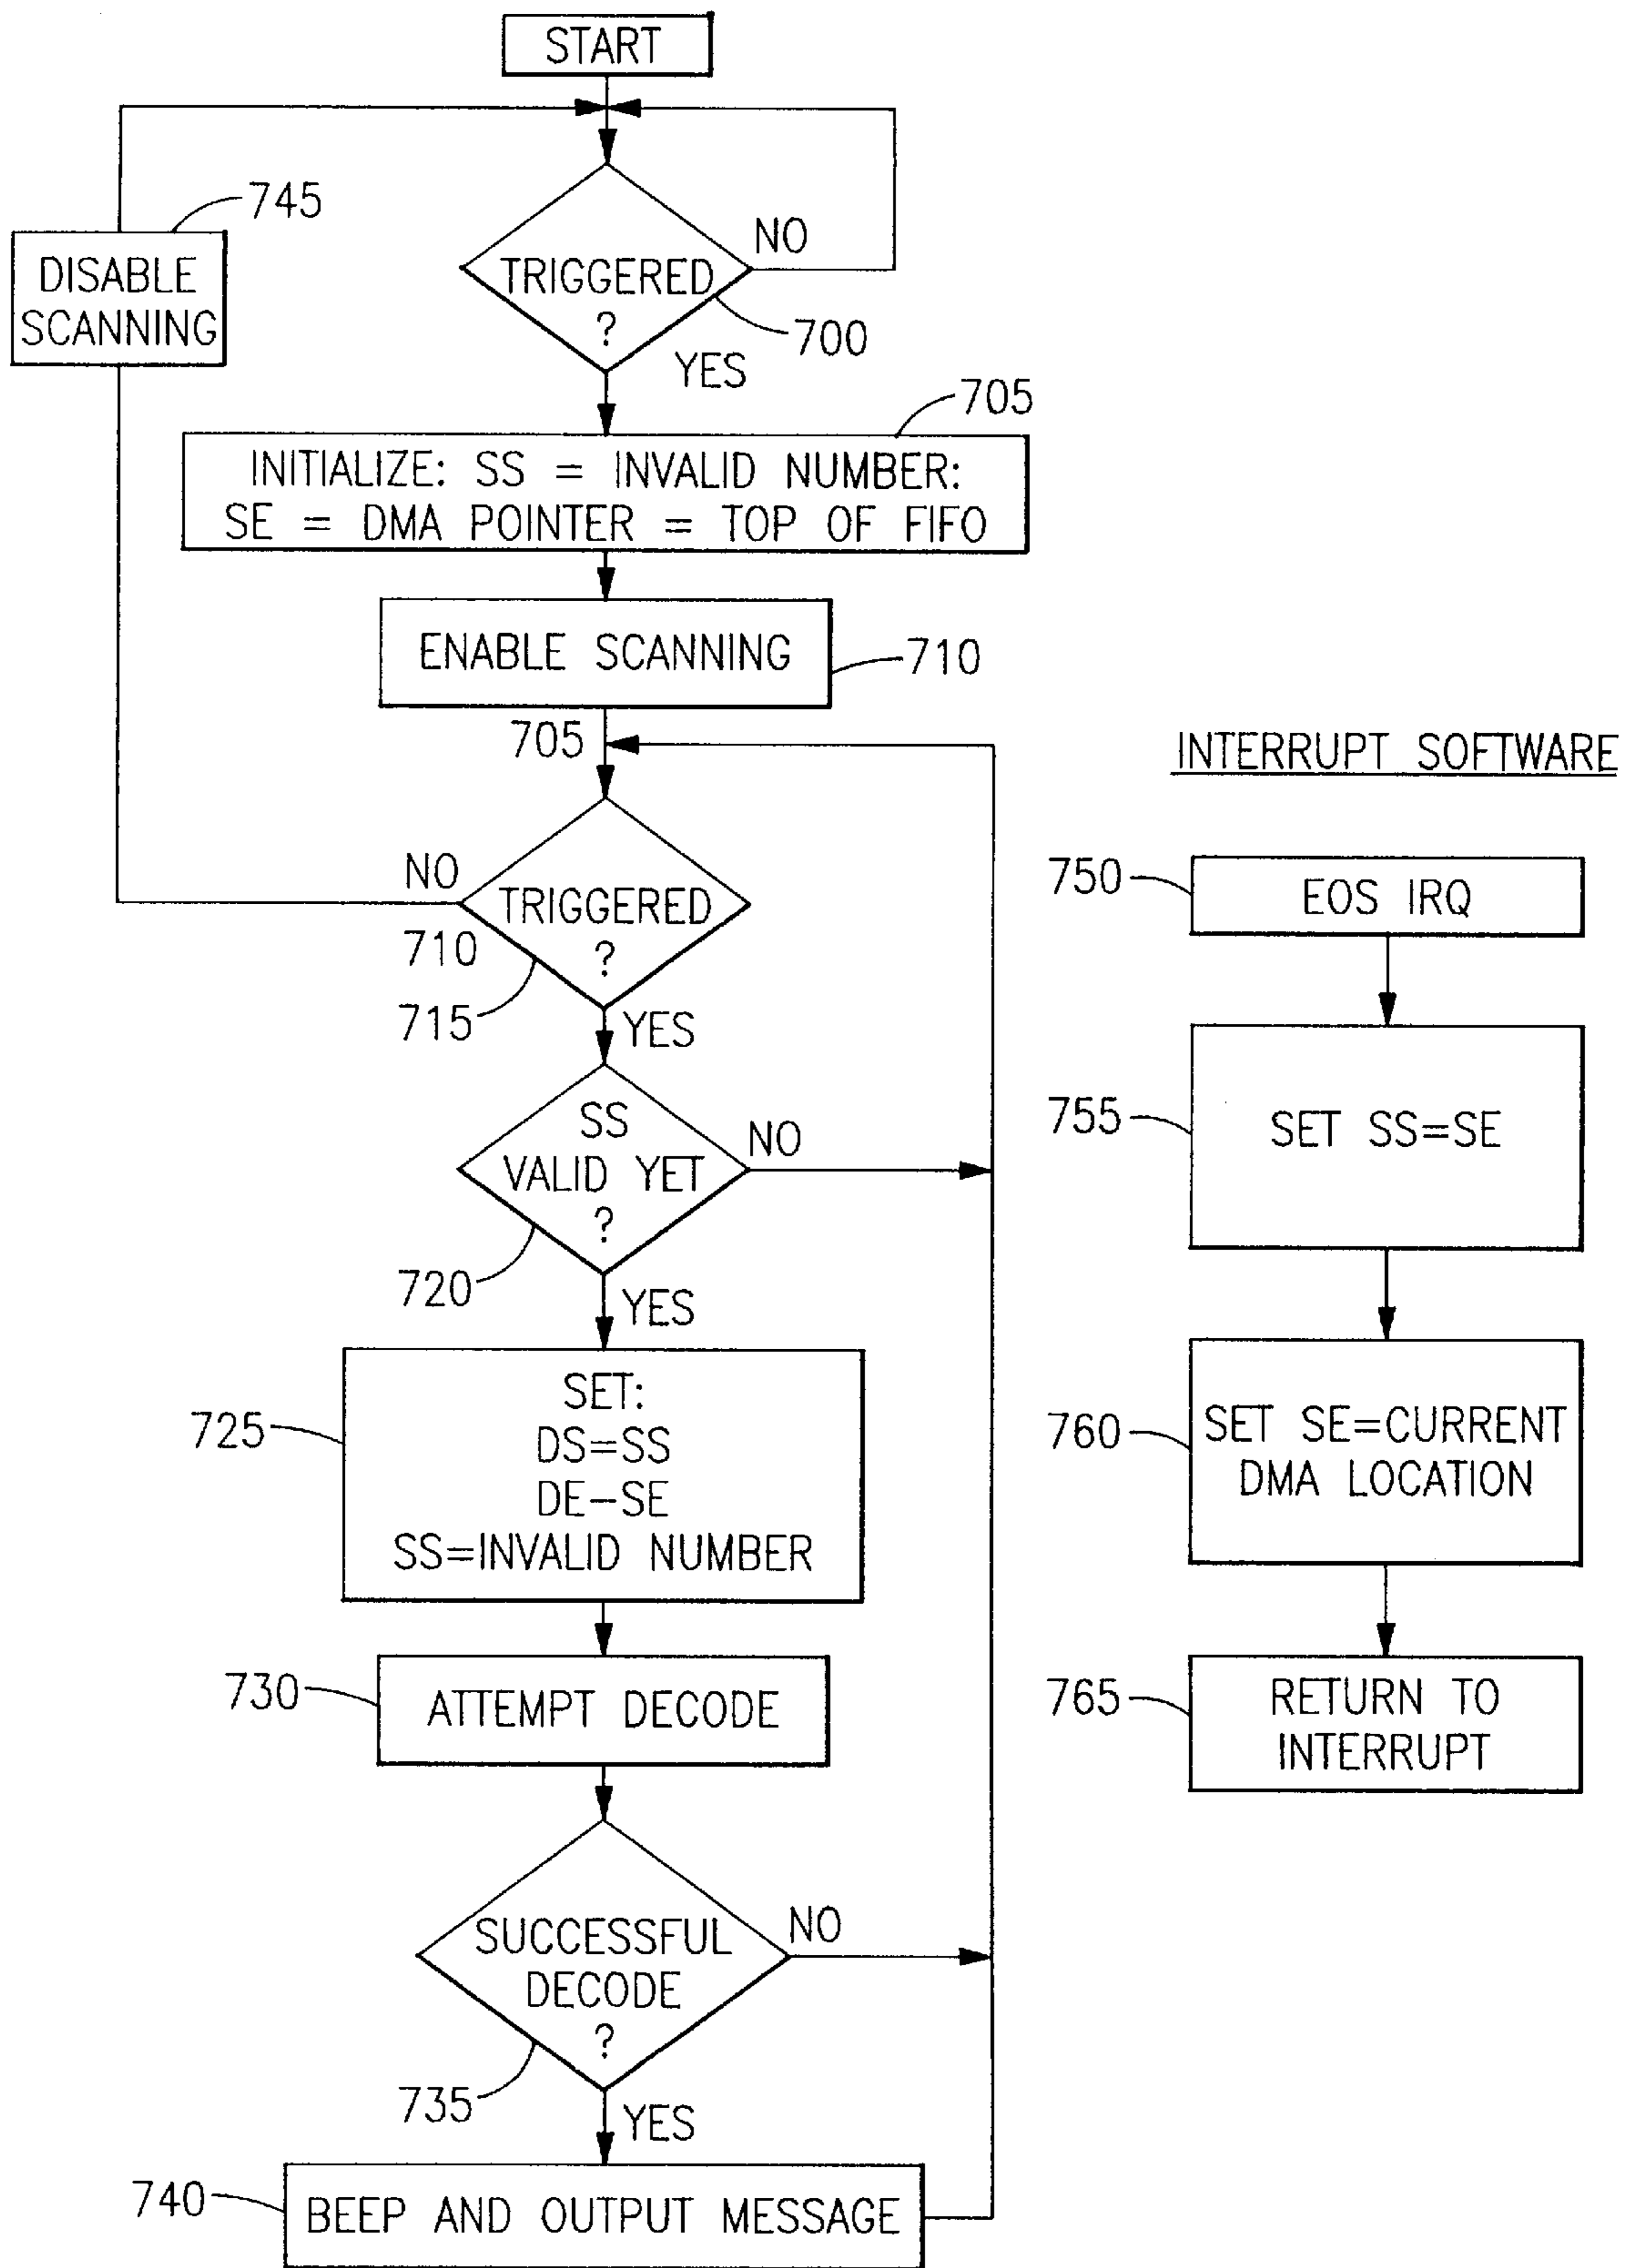 START
TRIGGERED
?
NO
700
YES
745
DISABLE
SCANNING
705
INITIALIZE: SS = INVALID NUMBER:
SE = DMA POINTER = TOP OF FIFO
ENABLE SCANNING
710
705
NO
TRIGGERED
?
710
715
YES
SS
VALID YET
?
NO
720
YES
725
SET:
DS=SS
DE-SE
SS=INVALID NUMBER
730
ATTEMPT DECODE
SUCCESSFUL
DECODE
?
NO
735
YES
740
BEEP AND OUTPUT MESSAGE
INTERRUPT SOFTWARE
750
EOS IRQ
755
SET SS=SE
760
SET SE=CURRENT
DMA LOCATION
765
RETURN TO
INTERRUPT